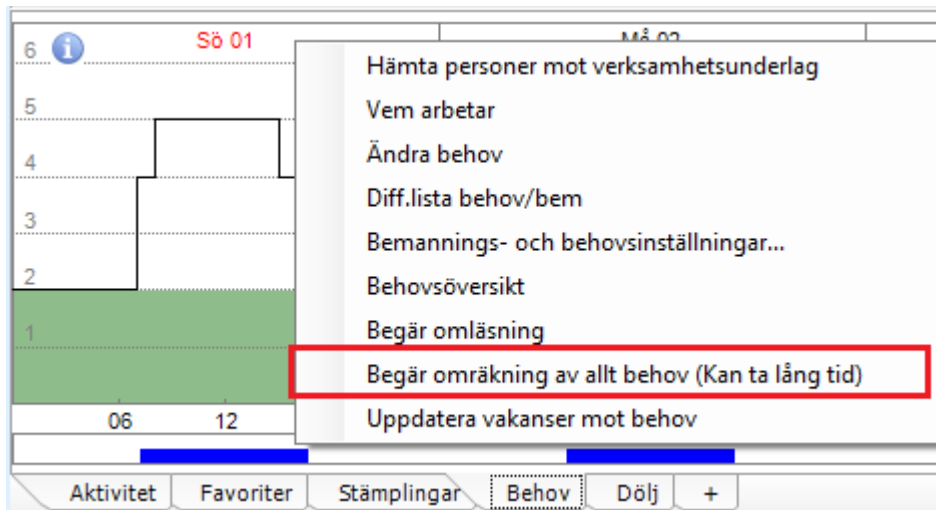 6
Sö 01
Må 02
5
4
3
2
1
06
12
Hämta personer mot verksamhetsunderlag
Vem arbetar
Ändra behov
Diff.lista behov/bem
Bemannings- och behovsinställningar...
Behovsöversikt
Begär omläsning
Begär omräkning av allt behov (Kan ta lång tid)
Uppdatera vakanser mot behov
Aktivitet Favoriter Stämplingar Behov Dölj +